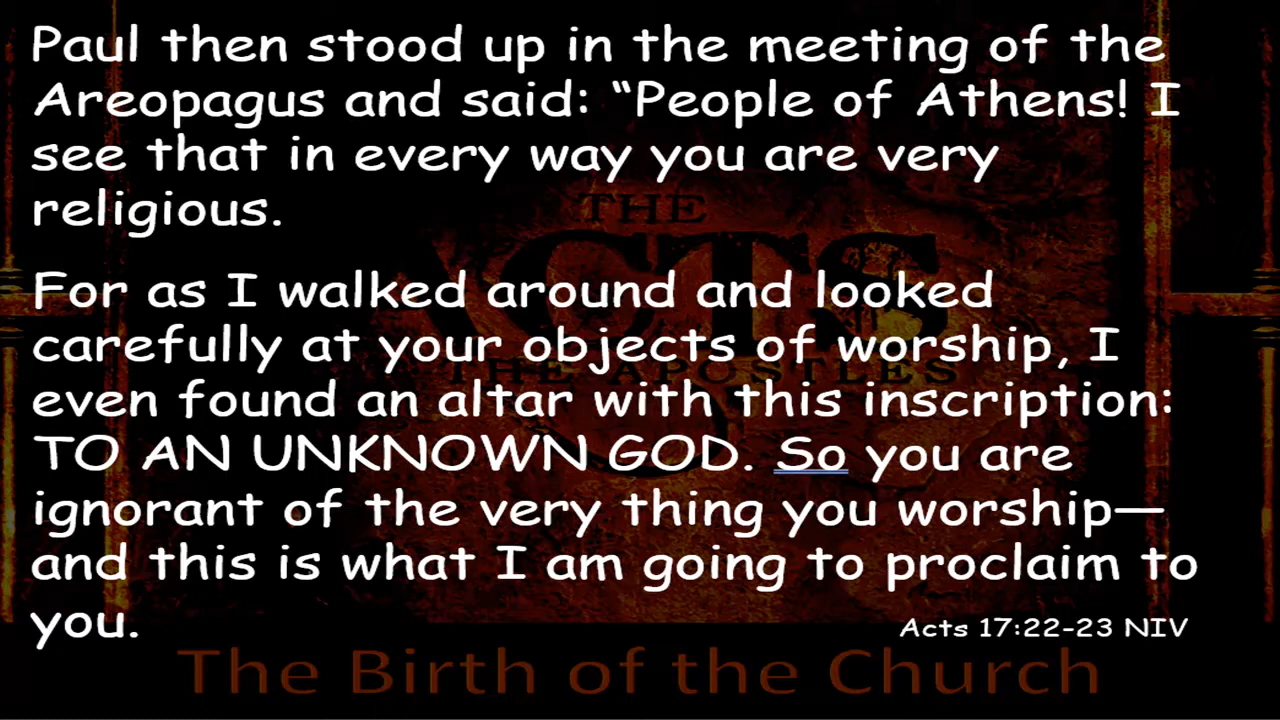 Paul then stood up in the meeting of the
Areopagus and said: “People of Athens! I
see that in every way you are very
religious.
THE
ACTS
THE APOSTLES
For as I walked around and looked
carefully at your objects of worship, I
even found an altar with this inscription:
TO AN UNKNOWN GOD. So you are
ignorant of the very thing you worship—
and this is what I am going to proclaim to
you.
Acts 17:22–23 NIV
The Birth of the Church